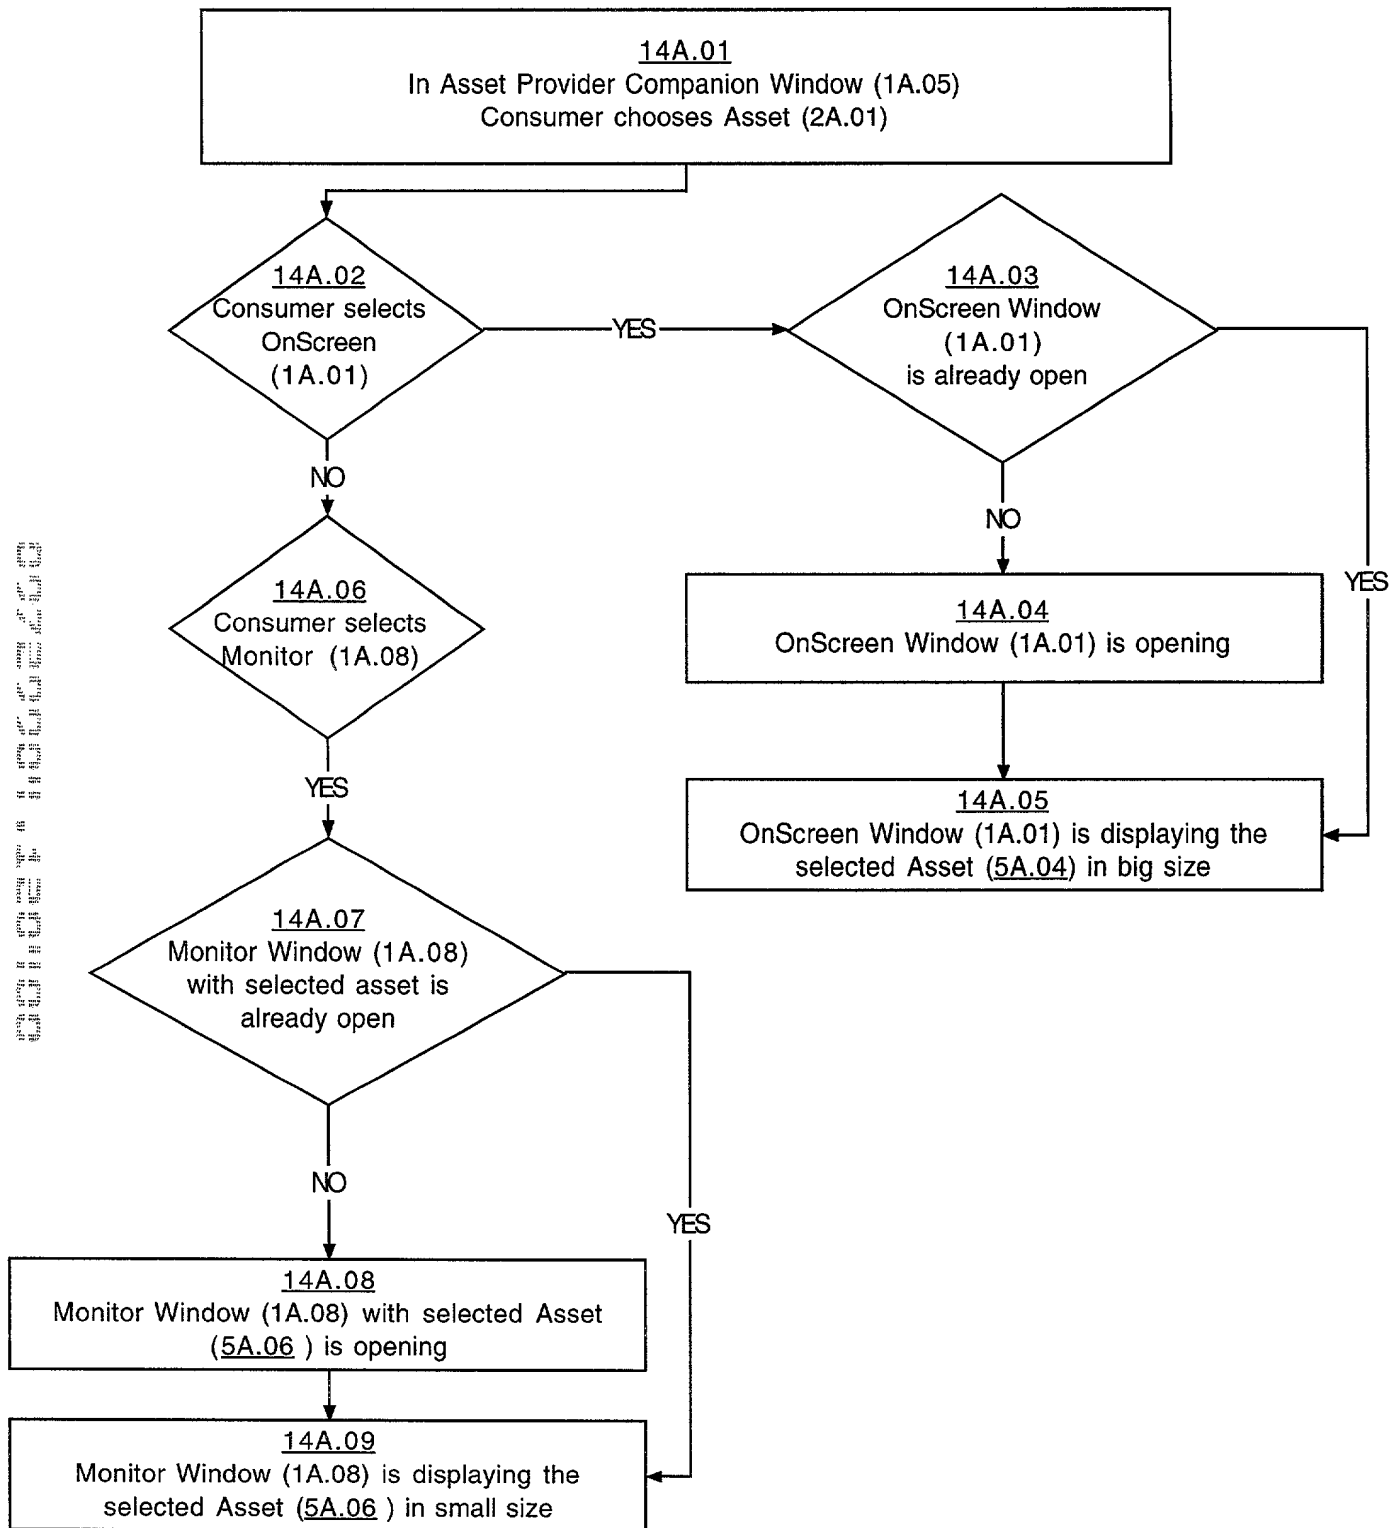 14A.01
In Asset Provider Companion Window (1A.05)
Consumer chooses Asset (2A.01)
14A.02
Consumer selects
OnScreen
(1A.01)
YES
14A.03
OnScreen Window
(1A.01)
is already open
NO
NO
YES
14A.04
OnScreen Window (1A.01) is opening
14A.05
OnScreen Window (1A.01) is displaying the
selected Asset (5A.04) in big size
14A.06
Consumer selects
Monitor (1A.08)
YES
14A.07
Monitor Window (1A.08)
with selected asset is
already open
NO
YES
14A.08
Monitor Window (1A.08) with selected Asset
(5A.06 ) is opening
14A.09
Monitor Window (1A.08) is displaying the
selected Asset (5A.06 ) in small size